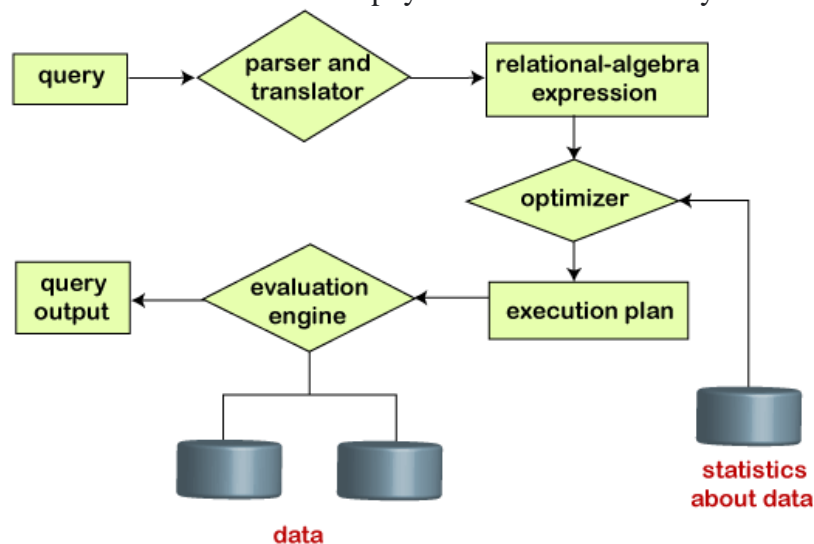 query
parser and
translator
relational-algebra
expression
optimizer
query
output
evaluation
engine
execution plan
statistics
about data
data